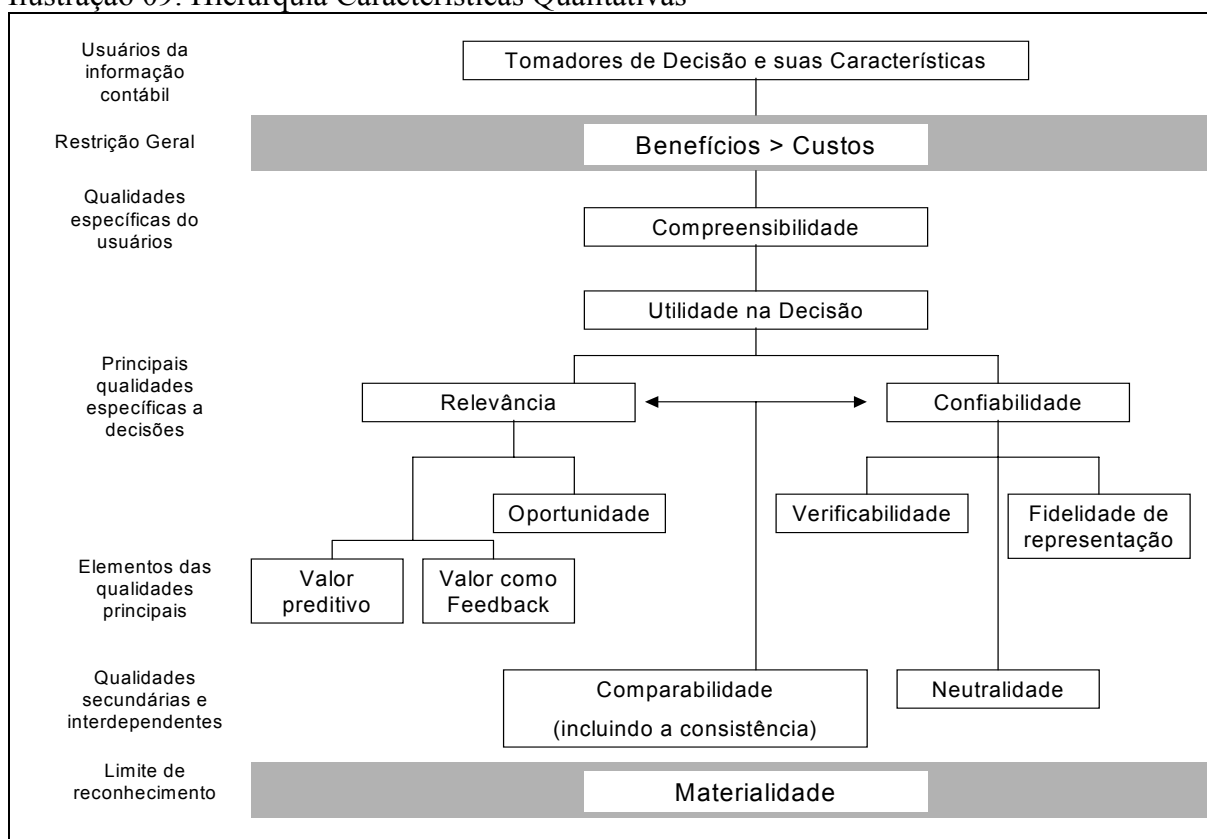 Ilustração 09: Hierarquia Características Qualitativas
Usuários da
informação
contábil
Tomadores de Decisão e suas Características
Restrição Geral
Benefícios > Custos
Qualidades
específicas do
usuários
Compreensibilidade
Utilidade na Decisão
Principais
qualidades
específicas a
decisões
Relevância
Confiabilidade
Oportunidade
Verificabilidade
Fidelidade de
representação
Elementos das
qualidades
principais
Valor
preditivo
Valor como
Feedback
Qualidades
secundárias e
interdependentes
Comparabilidade
(incluindo a consistência)
Neutralidade
Limite de
reconhecimento
Materialidade